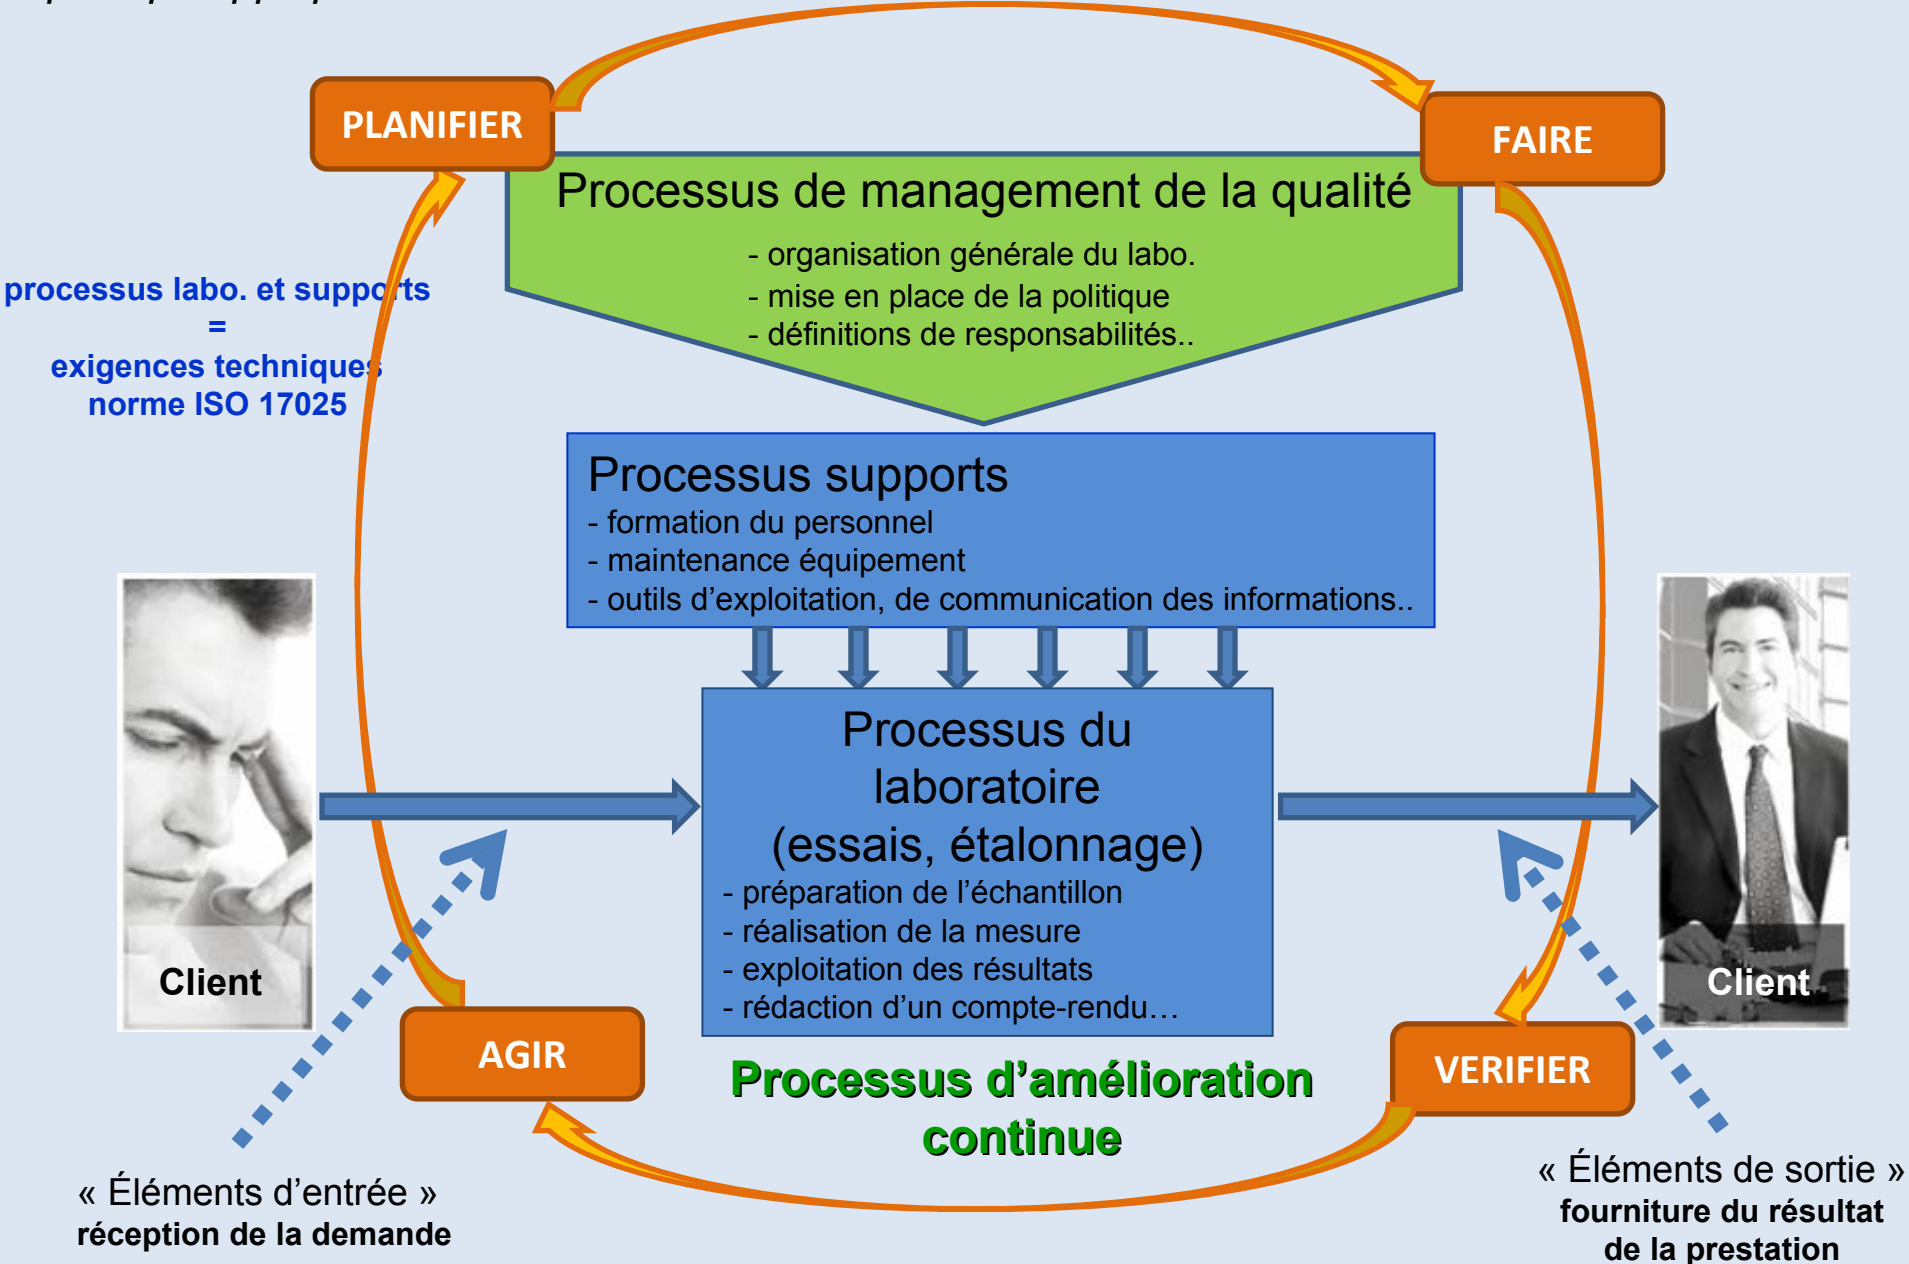 PLANIFIER
FAIRE
Processus de management de la qualité
- organisation générale du labo.
- mise en place de la politique
- définitions de responsabilités..
processus labo. et supports
=
exigences techniques
norme ISO 17025
Processus supports
- formation du personnel
- maintenance équipement
- outils d’exploitation, de communication des informations..
Processus du
laboratoire
(essais, étalonnage)
- préparation de l’échantillon
- réalisation de la mesure
- exploitation des résultats
- rédaction d’un compte-rendu…
Client
Client
AGIR
VERIFIER
Processus d’amélioration
continue
« Éléments d’entrée »
réception de la demande
« Éléments de sortie »
fourniture du résultat
de la prestation